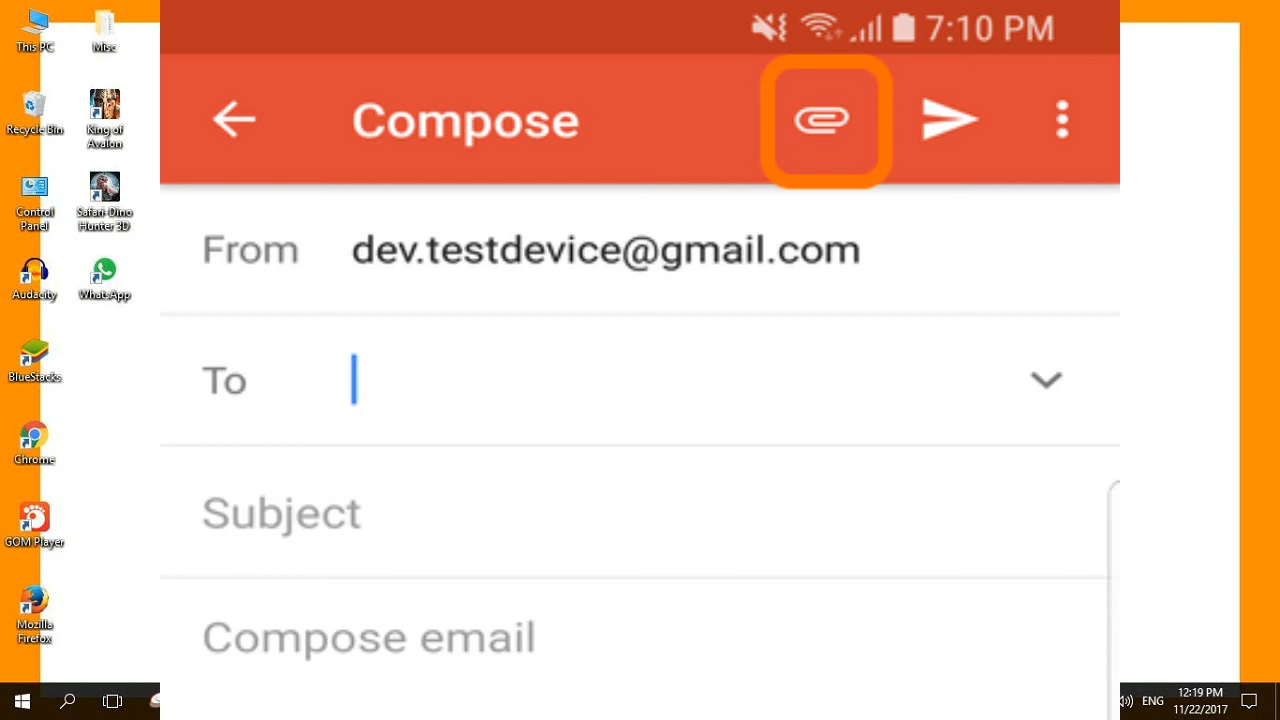 This PC
Misc
Recycle Bin
King of
Avalon
Control
Panel
Safari-Dino
Hunter 3D
Audacity
WhatsApp
BlueStacks
Chrome
GOM Player
Mozilla
Firefox
7:10 PM
Compose
From dev.testdevice@gmail.com
To
Subject
Compose email
ENG
12:19 PM
11/22/2017